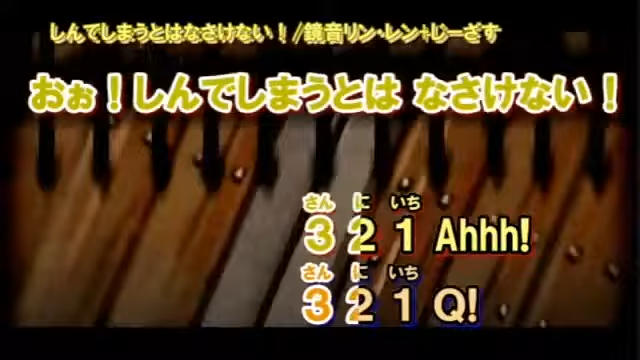 しんでしまうとはなさけない！/鏡音リン・レン+じーざす
おぉ！しんでしまうとは なさけない！
さん に いち
3 2 1 Ahhh!
さん に いち
3 2 1 Q!